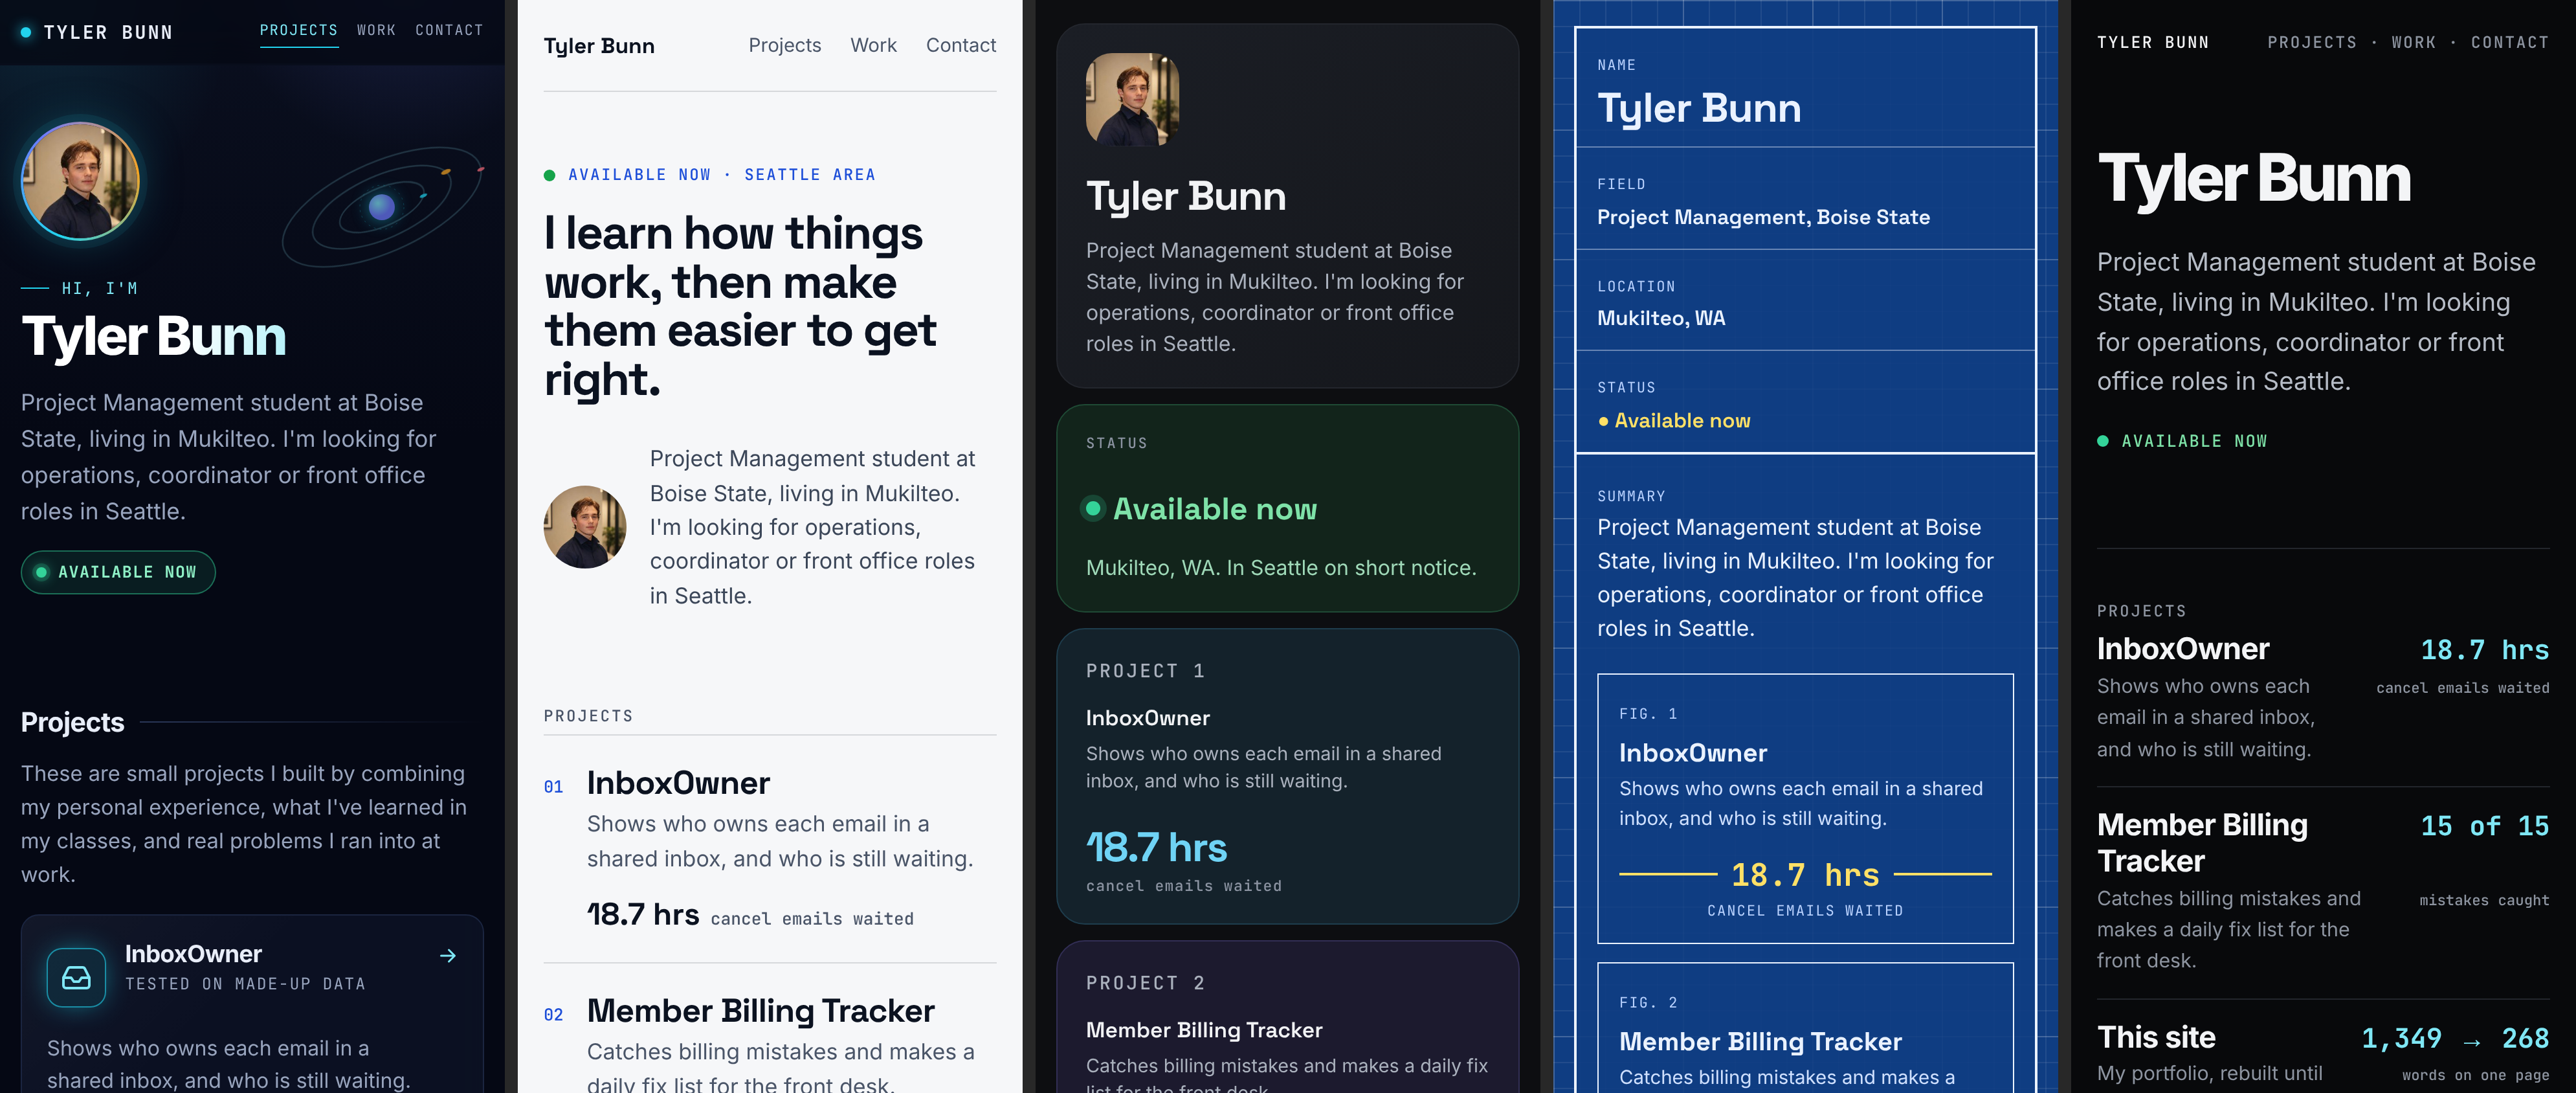 TYLER BUNN
PROJECTS WORK CONTACT
HI, I'M
Tyler Bunn
Project Management student at Boise
State, living in Mukilteo. I'm looking for
operations, coordinator or front office
roles in Seattle.
AVAILABLE NOW
Projects
These are small projects I built by combining
my personal experience, what I've learned in
my classes, and real problems I ran into at
work.
InboxOwner →
TESTED ON MADE-UP DATA
Shows who owns each email in a
shared inbox, and who is still waiting.
Tyler Bunn
Projects Work Contact
AVAILABLE NOW · SEATTLE AREA
I learn how things
work, then make
them easier to get
right.
Project Management student at
Boise State, living in Mukilteo.
I'm looking for operations,
coordinator or front office roles
in Seattle.
PROJECTS
01 InboxOwner
Shows who owns each email in a
shared inbox, and who is still waiting.
18.7 hrs cancel emails waited
02 Member Billing Tracker
Catches billing mistakes and makes a
daily fix list for the front desk.
Tyler Bunn
Project Management student at Boise
State, living in Mukilteo. I'm looking for
operations, coordinator or front office
roles in Seattle.
STATUS
Available now
Mukilteo, WA. In Seattle on short notice.
PROJECT 1
InboxOwner
Shows who owns each email in a shared
inbox, and who is still waiting.
18.7 hrs
cancel emails waited
PROJECT 2
Member Billing Tracker
Catches billing mistakes and makes a daily fix
list for the front desk.
NAME
Tyler Bunn
FIELD
Project Management, Boise State
LOCATION
Mukilteo, WA
STATUS
● Available now
SUMMARY
Project Management student at Boise
State, living in Mukilteo. I'm looking for
operations, coordinator or front office
roles in Seattle.
FIG. 1
InboxOwner
Shows who owns each email in a shared
inbox, and who is still waiting.
18.7 hrs
CANCEL EMAILS WAITED
FIG. 2
Member Billing Tracker
Catches billing mistakes and makes a
TYLER BUNN
PROJECTS · WORK · CONTACT
Tyler Bunn
Project Management student at Boise
State, living in Mukilteo. I'm looking
for operations, coordinator or front
office roles in Seattle.
AVAILABLE NOW
PROJECTS
InboxOwner
Shows who owns each
email in a shared inbox,
and who is still waiting.
18.7 hrs
cancel emails waited
Member Billing
Tracker
Catches billing mistakes and
makes a daily fix list for the
front desk.
15 of 15
mistakes caught
This site
My portfolio, rebuilt until
1,349 → 268
words on one page